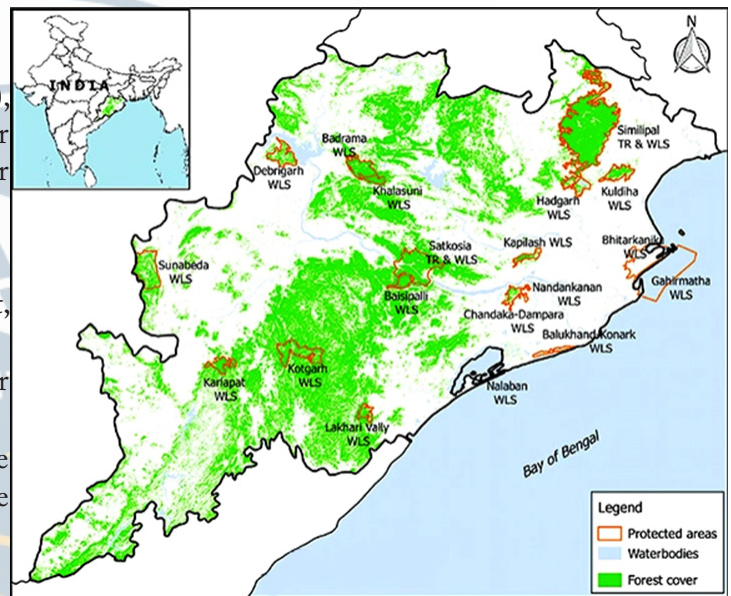 INDIA
N
Similipal
TR & WLS
Badrama
WLS
Debrigarh
WLS
Khalasuni
WLS
Hadgarh
WLS
Kuldiha
WLS
Satkosia
TR & WLS
Kapilash WLS
Bhitarkanika
WLS
Sunabeda
WLS
Baisipalli
WLS
Nandankanan
WLS
Gahirmatha
WLS
Chandaka-Dampara
WLS
Balukhand Konark
WLS
Kotgarh
WLS
Karlapat
WLS
Nalaban
WLS
Lakhari Vally
WLS
Bay of Bengal
Legend
Protected areas
Waterbodies
Forest cover